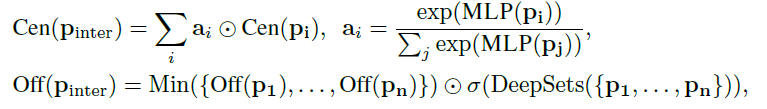 Cen(p_inter) = ∑_i a_i ⊙ Cen(p_i), a_i = exp(MLP(p_i)) / ∑_j exp(MLP(p_j)),
Off(p_inter) = Min({Off(p_1), . . . , Off(p_n)}) ⊙ σ(DeepSets({p_1, . . . , p_n})),